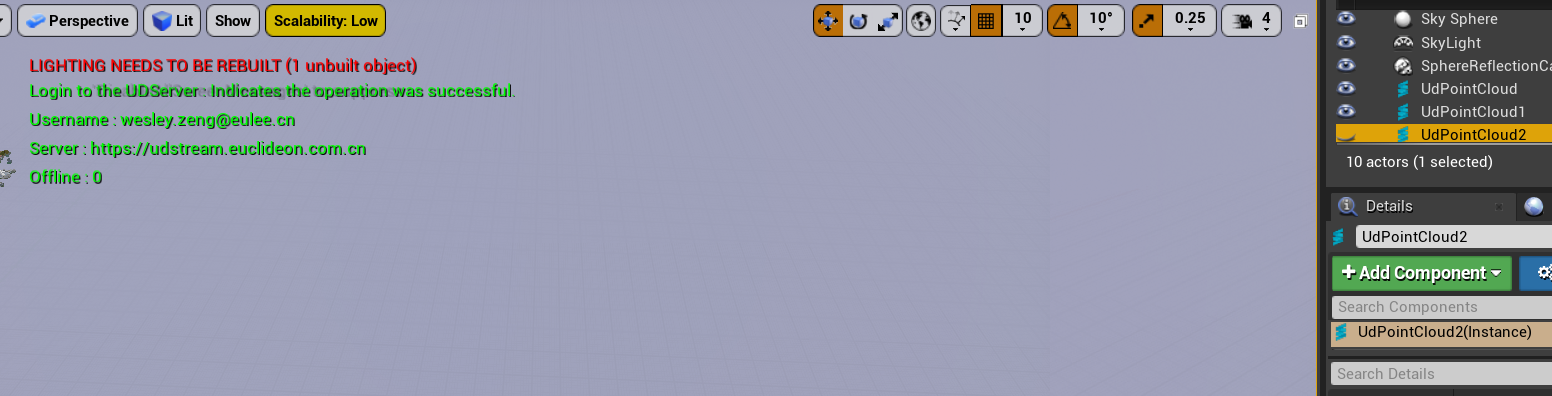 Perspective
Lit
Show
Scalability: Low
10
10°
0.25
4
LIGHTING NEEDS TO BE REBUILT (1 unbuilt object)
Login to the UDServer : Indicates the operation was successful.
Username : wesley.zeng@eulee.cn
Server : https://udstream.euclideon.com.cn
Offline : 0
Sky Sphere
SkyLight
SphereReflectionCa
UdPointCloud
UdPointCloud1
UdPointCloud2
10 actors (1 selected)
Details
UdPointCloud2
+ Add Component
Search Components
UdPointCloud2(Instance)
Search Details